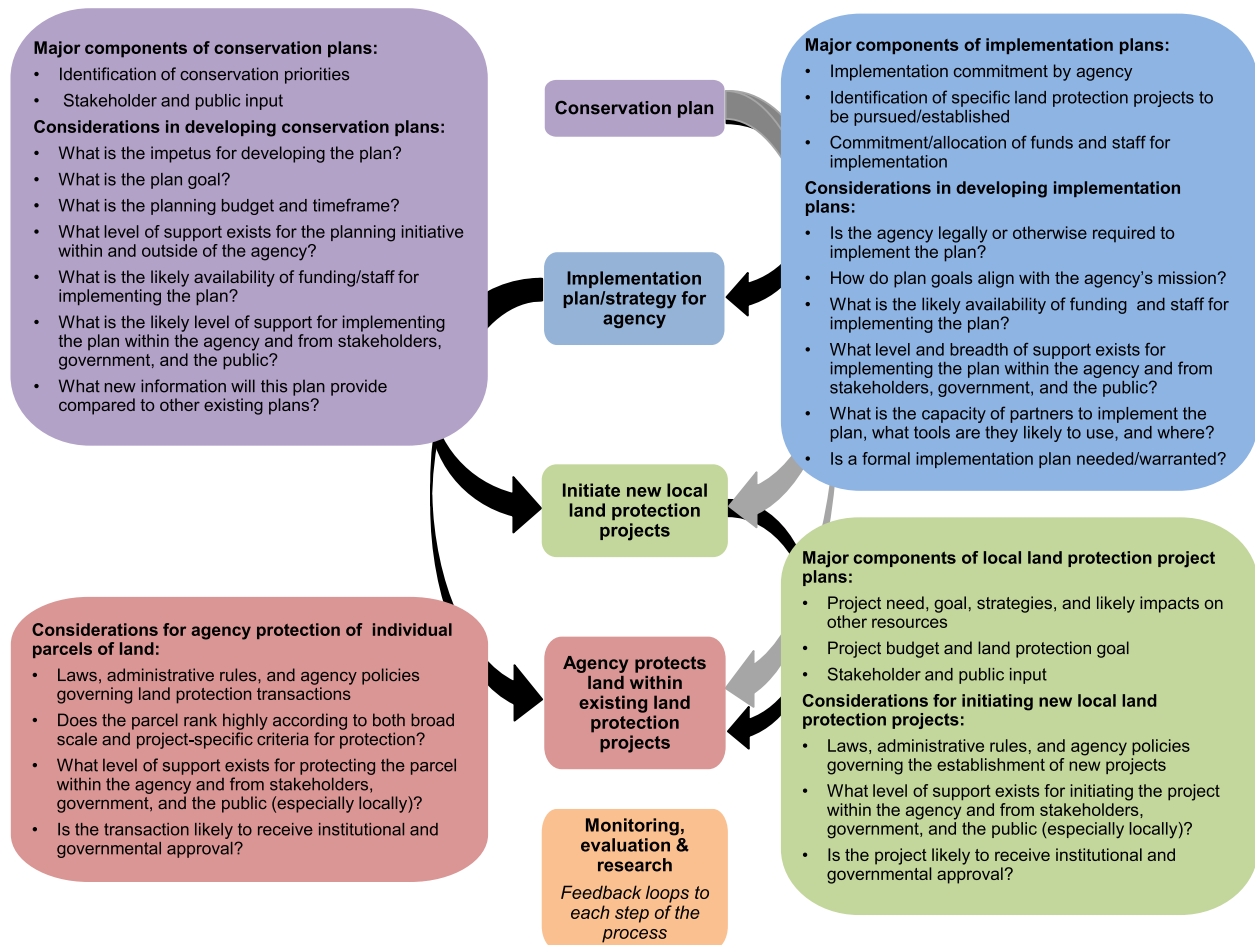 Major components of conservation plans:
• Identification of conservation priorities
• Stakeholder and public input
Considerations in developing conservation plans:
• What is the impetus for developing the plan?
• What is the plan goal?
• What is the planning budget and timeframe?
• What level of support exists for the planning initiative
within and outside of the agency?
• What is the likely availability of funding/staff for
implementing the plan?
• What is the likely level of support for implementing
the plan within the agency and from stakeholders,
government, and the public?
• What new information will this plan provide
compared to other existing plans?
Conservation plan
Implementation
plan/strategy for
agency
Initiate new local
land protection
projects
Agency protects
land within
existing land
protection
projects
Monitoring,
evaluation &
research
Feedback loops to
each step of the
process
Major components of implementation plans:
• Implementation commitment by agency
• Identification of specific land protection projects to
be pursued/established
• Commitment/allocation of funds and staff for
implementation
Considerations in developing implementation
plans:
• Is the agency legally or otherwise required to
implement the plan?
• How do plan goals align with the agency's mission?
• What is the likely availability of funding and staff for
implementing the plan?
• What level and breadth of support exists for
implementing the plan within the agency and from
stakeholders, government, and the public?
• What is the capacity of partners to implement the
plan, what tools are they likely to use, and where?
• Is a formal implementation plan needed/warranted?
Considerations for agency protection of individual
parcels of land:
• Laws, administrative rules, and agency policies
governing land protection transactions
• Does the parcel rank highly according to both broad
scale and project-specific criteria for protection?
• What level of support exists for protecting the parcel
within the agency and from stakeholders,
government, and the public (especially locally)?
• Is the transaction likely to receive institutional and
governmental approval?
Major components of local land protection project
plans:
• Project need, goal, strategies, and likely impacts on
other resources
• Project budget and land protection goal
• Stakeholder and public input
Considerations for initiating new local land
protection projects:
• Laws, administrative rules, and agency policies
governing the establishment of new projects
• What level of support exists for initiating the project
within the agency and from stakeholders,
government, and the public (especially locally)?
• Is the project likely to receive institutional and
governmental approval?